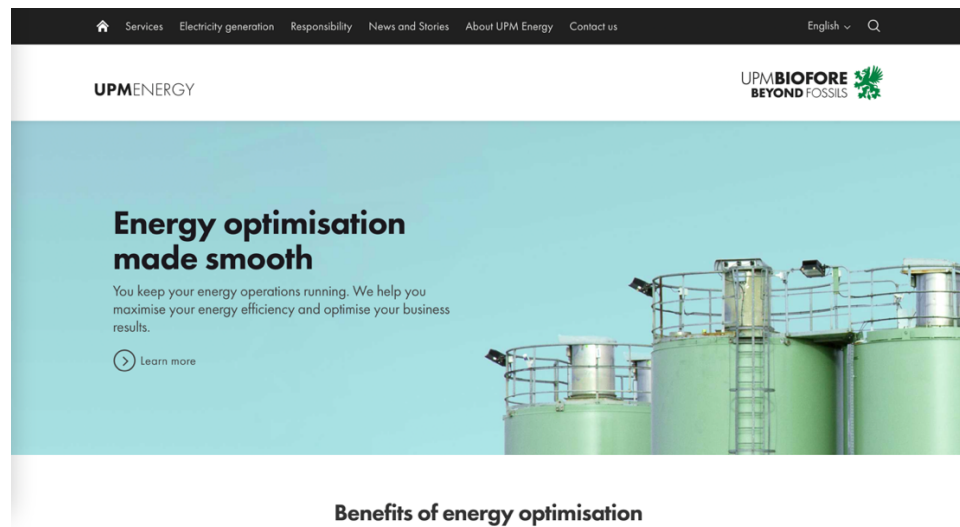 Services Electricity generation Responsibility News and Stories About UPM Energy Contact us English
UPMENERGY
UPMBIOFORE
BEYOND FOSSILS
Energy optimisation
made smooth
You keep your energy operations running. We help you
maximise your energy efficiency and optimise your business
results.
Learn more
Benefits of energy optimisation